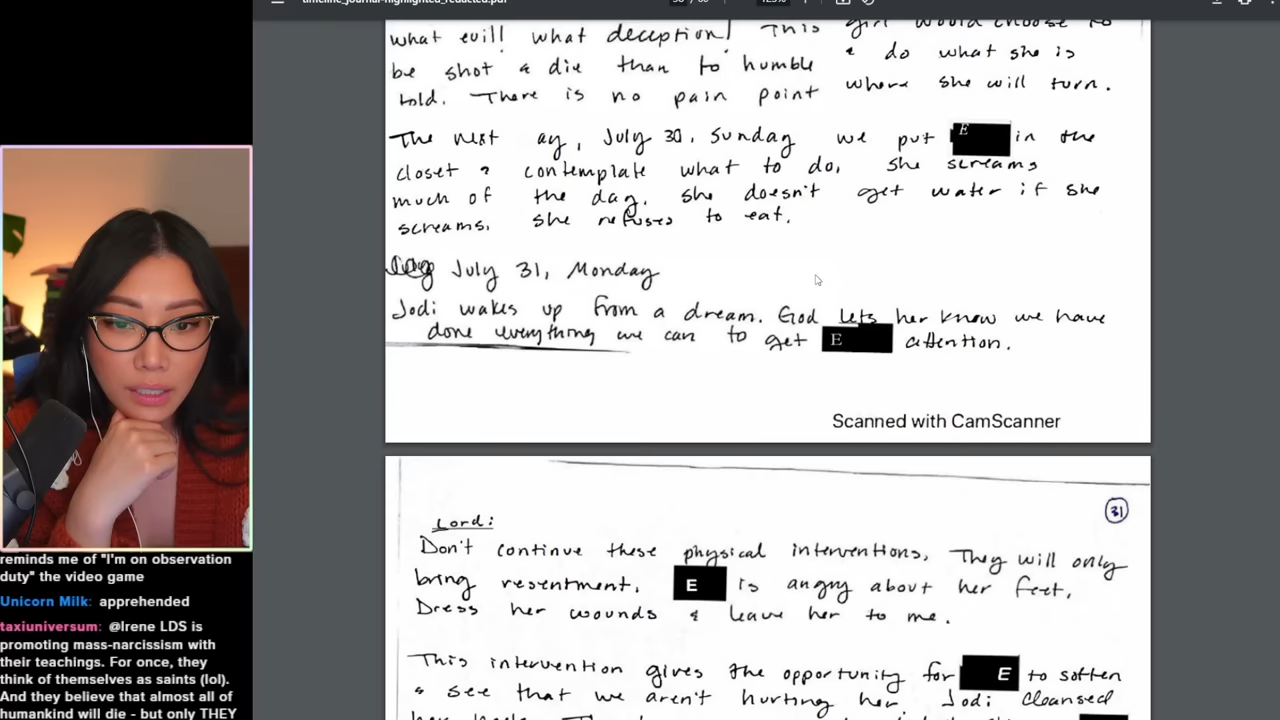 timeline_journal-highlighted_redacted.pdf
what evil! what deception! This girl would choose to
be shot & die than to humble & do what she is
told. There is no pain point where she will turn.
The next ay, July 30, Sunday we put E in the
closet & contemplate what to do, she screams
much of the day. she doesn't get water if she
screams. she refuses to eat.
July 31, Monday
Jodi wakes up from a dream. God lets her know we have
done everything we can to get E attention.
Scanned with CamScanner
31
Lord:
Don't continue these physical interventions. They will only
bring resentment. E is angry about her feet.
Dress her wounds & leave her to me.
This intervention gives the opportunity for E to soften
& see that we aren't hurting her. Jodi cleansed
reminds me of "I'm on observation
duty" the video game
Unicorn Milk: apprehended
taxiuniversum: @Irene LDS is
promoting mass-narcissism with
their teachings. For once, they
think of themselves as saints (lol).
And they believe that almost all of
humankind will die - but only THEY